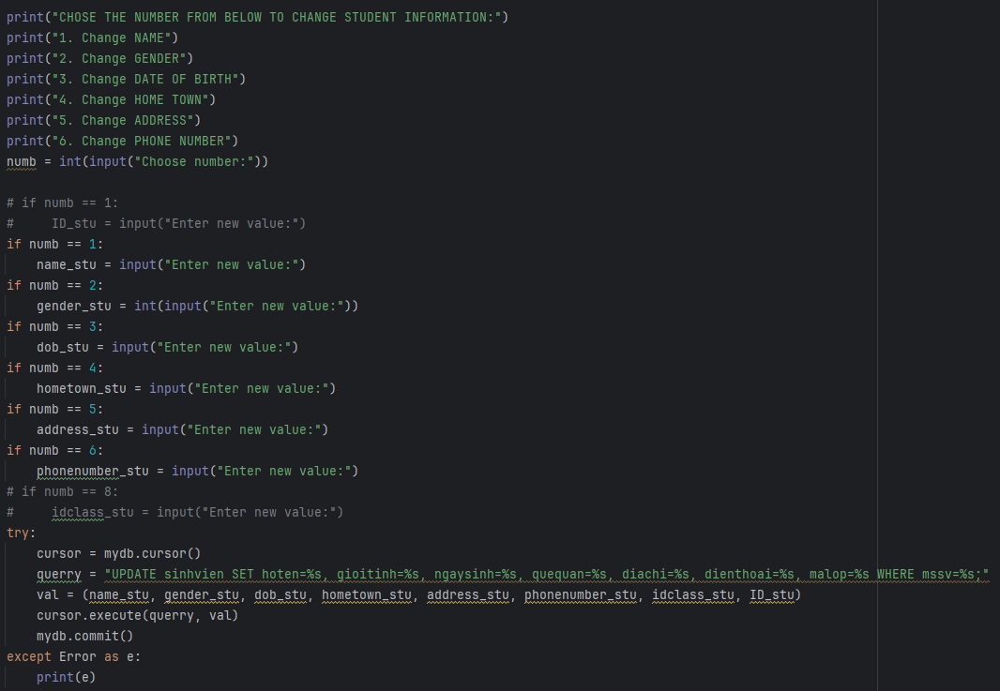 print("CHOSE THE NUMBER FROM BELOW TO CHANGE STUDENT INFORMATION:")
print("1. Change NAME")
print("2. Change GENDER")
print("3. Change DATE OF BIRTH")
print("4. Change HOME TOWN")
print("5. Change ADDRESS")
print("6. Change PHONE NUMBER")
numb = int(input("Choose number:"))

# if numb == 1:
#     ID_stu = input("Enter new value:")
if numb == 1:
    name_stu = input("Enter new value:")
if numb == 2:
    gender_stu = int(input("Enter new value:"))
if numb == 3:
    dob_stu = input("Enter new value:")
if numb == 4:
    hometown_stu = input("Enter new value:")
if numb == 5:
    address_stu = input("Enter new value:")
if numb == 6:
    phonenumber_stu = input("Enter new value:")
# if numb == 8:
#     idclass_stu = input("Enter new value:")
try:
    cursor = mydb.cursor()
    querry = "UPDATE sinhvien SET hoten=%s, gioitinh=%s, ngaysinh=%s, quequan=%s, diachi=%s, dienthoai=%s, malop=%s WHERE mssv=%s;"
    val = (name_stu, gender_stu, dob_stu, hometown_stu, address_stu, phonenumber_stu, idclass_stu, ID_stu)
    cursor.execute(querry, val)
    mydb.commit()
except Error as e:
    print(e)